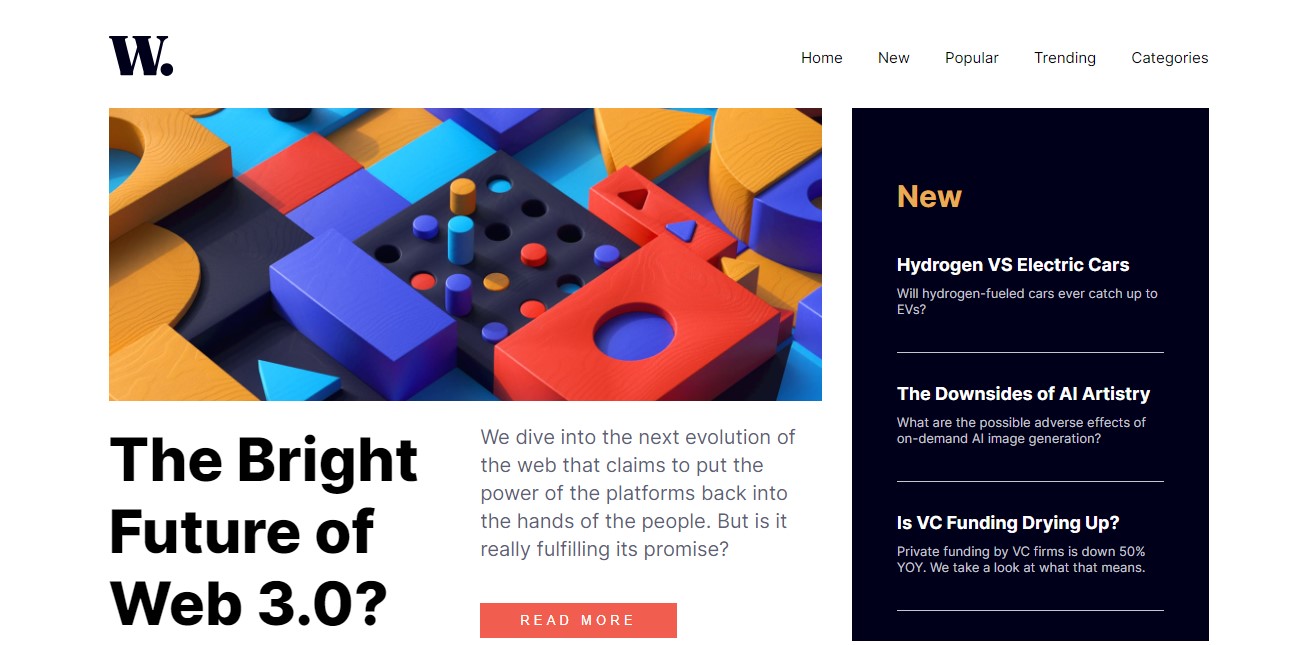 W.
Home New Popular Trending Categories
The Bright
Future of
Web 3.0?
We dive into the next evolution of
the web that claims to put the
power of the platforms back into
the hands of the people. But is it
really fulfilling its promise?
READ MORE
New
Hydrogen VS Electric Cars
Will hydrogen-fueled cars ever catch up to
EVs?
The Downsides of AI Artistry
What are the possible adverse effects of
on-demand AI image generation?
Is VC Funding Drying Up?
Private funding by VC firms is down 50%
YOY. We take a look at what that means.